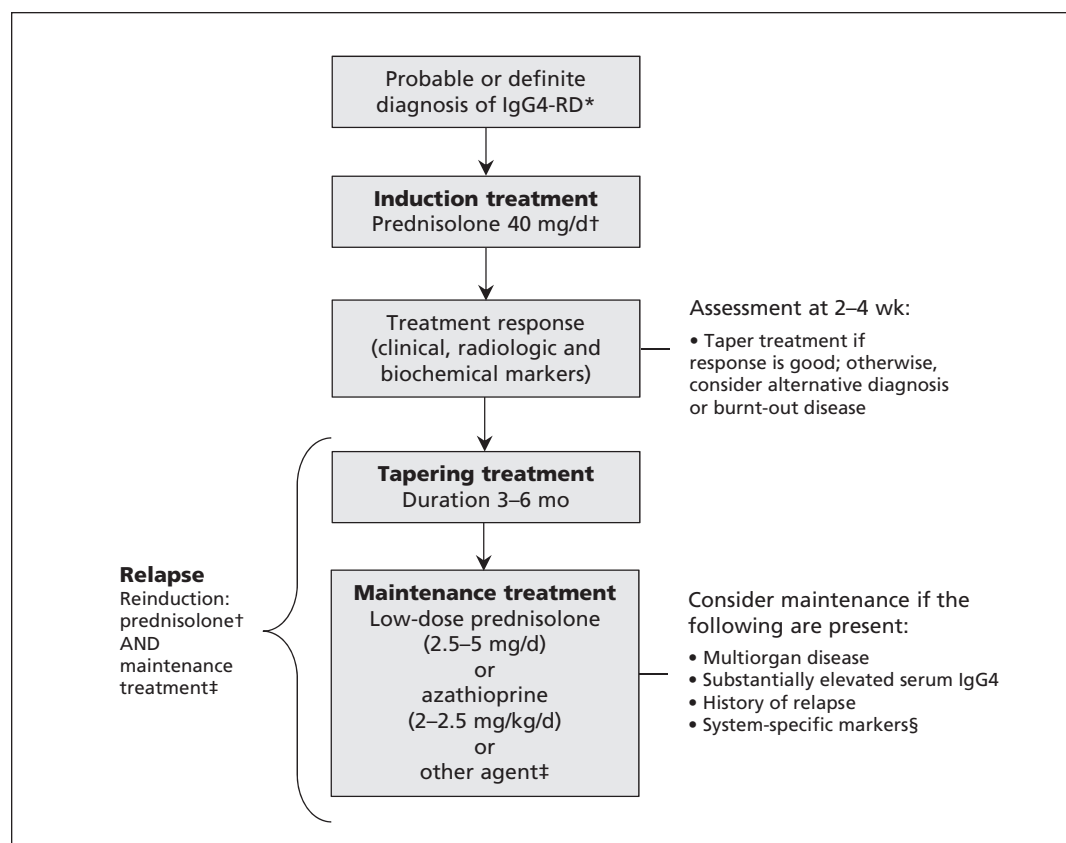 Probable or definite
diagnosis of IgG4-RD*
Induction treatment
Prednisolone 40 mg/d†
Treatment response
(clinical, radiologic and
biochemical markers)
Assessment at 2–4 wk:
• Taper treatment if
response is good; otherwise,
consider alternative diagnosis
or burnt-out disease
Tapering treatment
Duration 3–6 mo
Relapse
Reinduction:
prednisolone†
AND
maintenance
treatment‡
Maintenance treatment
Low-dose prednisolone
(2.5–5 mg/d)
or
azathioprine
(2–2.5 mg/kg/d)
or
other agent‡
Consider maintenance if the
following are present:
• Multiorgan disease
• Substantially elevated serum IgG4
• History of relapse
• System-specific markers§